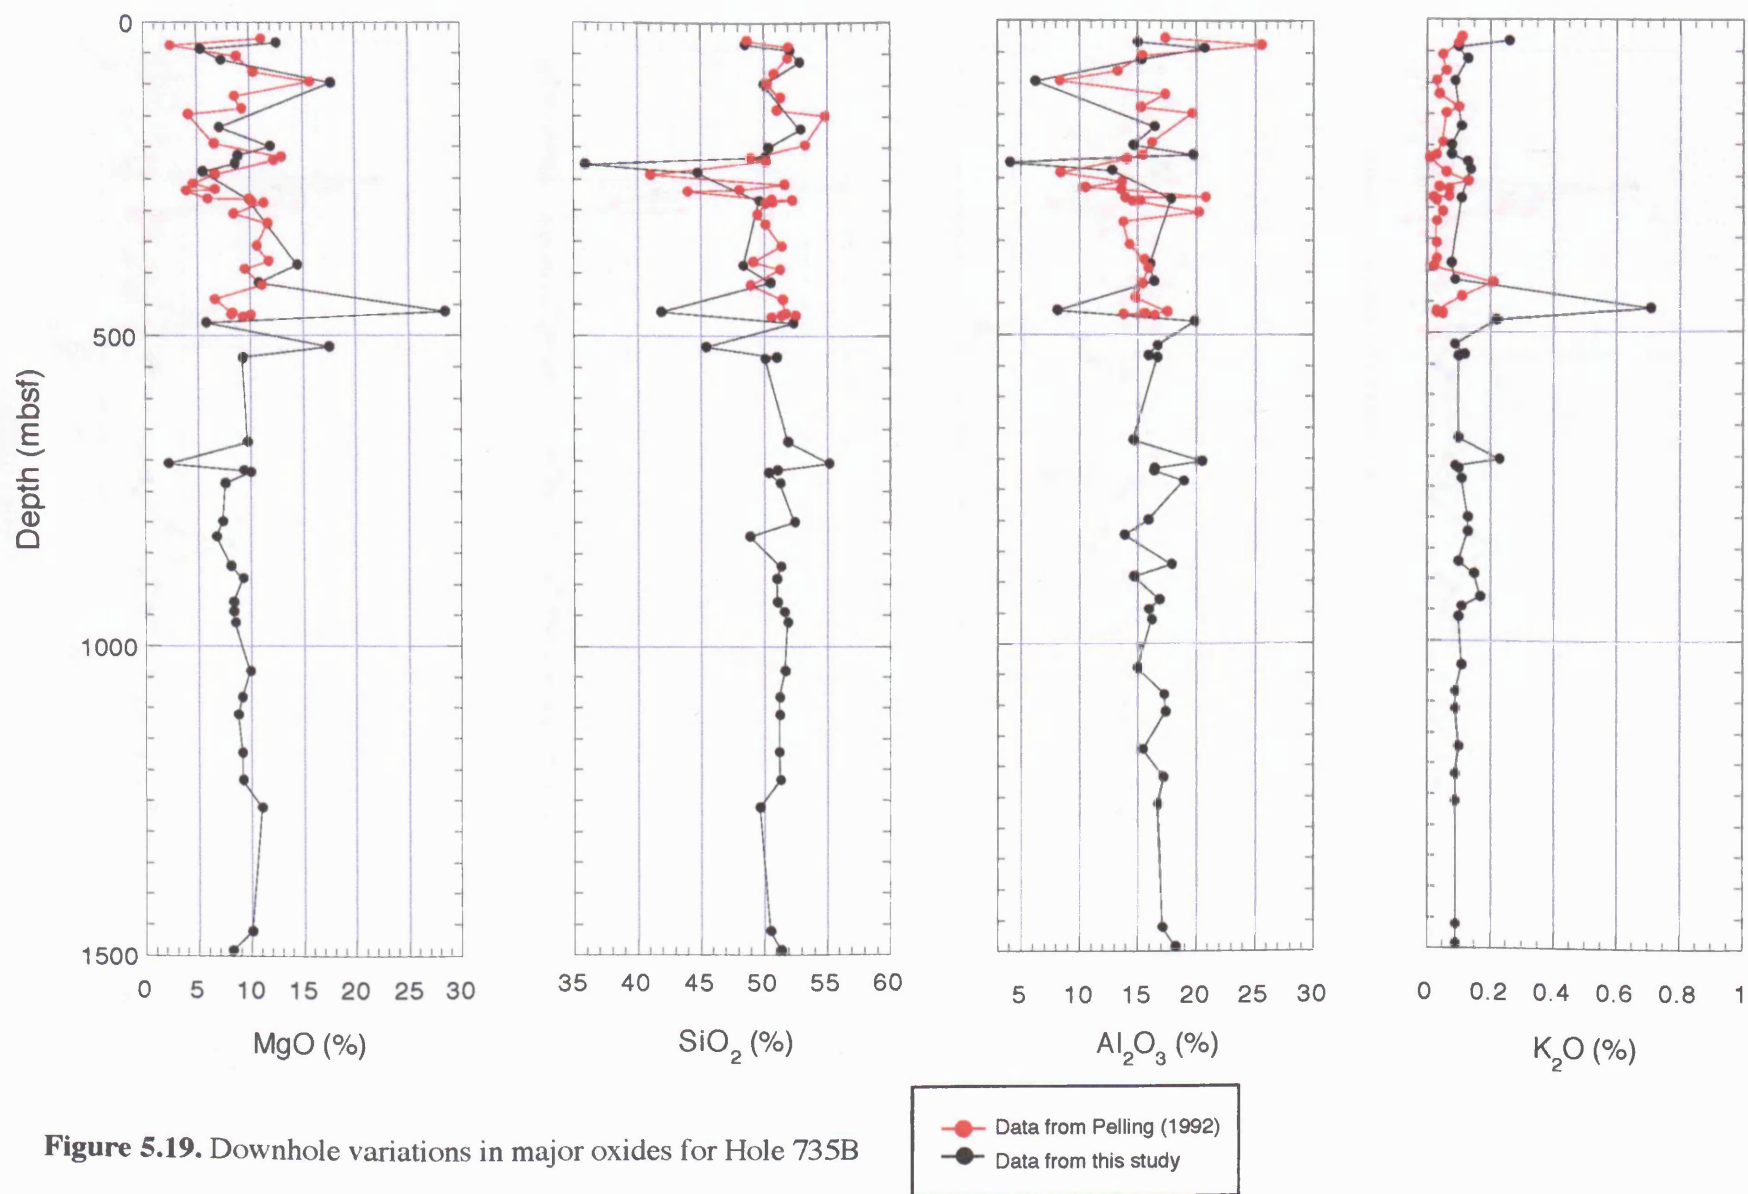 0
500
1000
1500
Depth (mbsf)
0 5 10 15 20 25 30
35 40 45 50 55 60
5 10 15 20 25 30
0 0.2 0.4 0.6 0.8 1
MgO (%)
SiO₂ (%)
Al₂O₃ (%)
K₂O (%)
Data from Pelling (1992)
Data from this study
Figure 5.19. Downhole variations in major oxides for Hole 735B